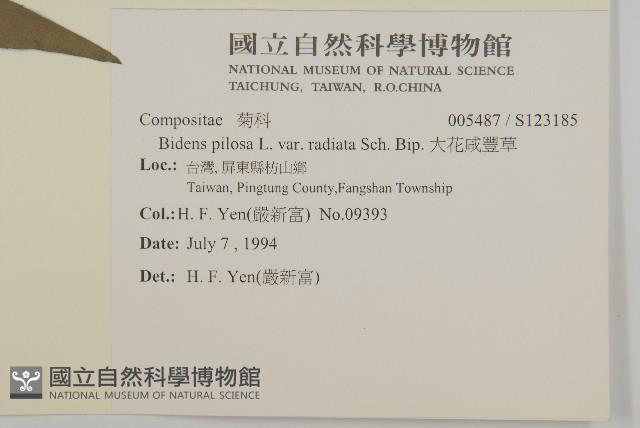 國立自然科學博物館
NATIONAL MUSEUM OF NATURAL SCIENCE
TAICHUNG, TAIWAN, R.O.CHINA
Compositae 菊科 005487 / S123185
Bidens pilosa L. var. radiata Sch. Bip. 大花咸豐草
Loc.: 台灣, 屏東縣枋山鄉
Taiwan, Pingtung County,Fangshan Township
Col.: H. F. Yen(嚴新富) No.09393
Date: July 7 , 1994
Det.: H. F. Yen(嚴新富)
國立自然科學博物館
NATIONAL MUSEUM OF NATURAL SCIENCE